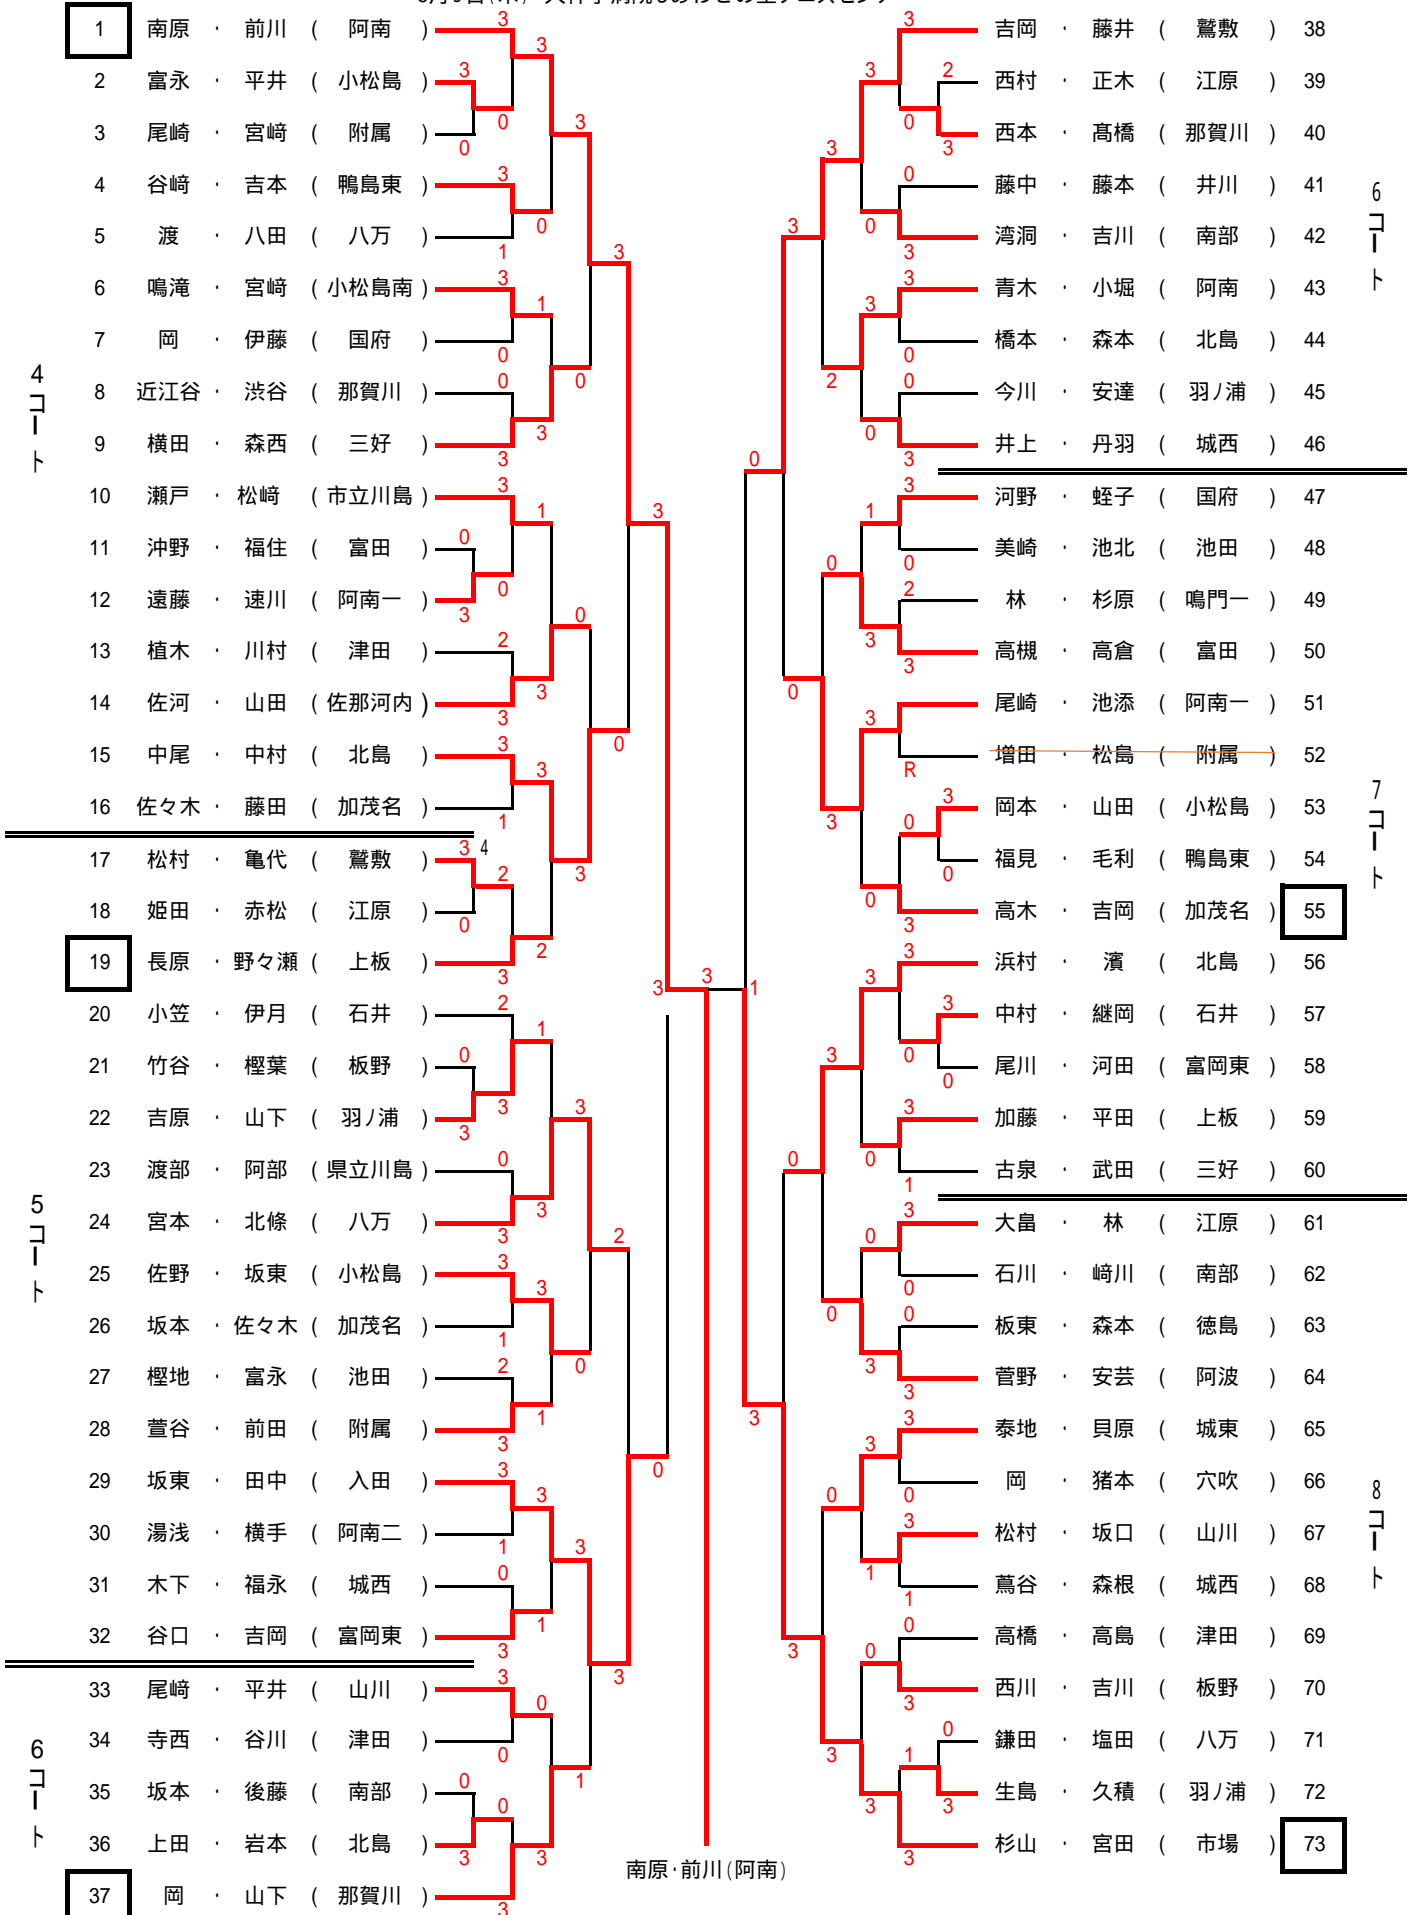 1 南原 ・ 前川 ( 阿南 )
2 富永 ・ 平井 ( 小松島 )
3 尾崎 ・ 宮﨑 ( 附属 )
4 谷﨑 ・ 吉本 ( 鴨島東 )
5 渡 ・ 八田 ( 八万 )
6 鳴滝 ・ 宮﨑 ( 小松島南 )
7 岡 ・ 伊藤 ( 国府 )
8 近江谷 ・ 渋谷 ( 那賀川 )
9 横田 ・ 森西 ( 三好 )
10 瀬戸 ・ 松﨑 ( 市立川島 )
11 沖野 ・ 福住 ( 富田 )
12 遠藤 ・ 速川 ( 阿南一 )
13 植木 ・ 川村 ( 津田 )
14 佐河 ・ 山田 ( 佐那河内 )
15 中尾 ・ 中村 ( 北島 )
16 佐々木 ・ 藤田 ( 加茂名 )
4コート
17 松村 ・ 亀代 ( 鷲敷 )
18 姫田 ・ 赤松 ( 江原 )
19 長原 ・ 野々瀬 ( 上板 )
20 小笠 ・ 伊月 ( 石井 )
21 竹谷 ・ 樫葉 ( 板野 )
22 吉原 ・ 山下 ( 羽ノ浦 )
23 渡部 ・ 阿部 ( 県立川島 )
24 宮本 ・ 北條 ( 八万 )
25 佐野 ・ 坂東 ( 小松島 )
26 坂本 ・ 佐々木 ( 加茂名 )
27 樫地 ・ 富永 ( 池田 )
28 萱谷 ・ 前田 ( 附属 )
29 坂東 ・ 田中 ( 入田 )
30 湯浅 ・ 横手 ( 阿南二 )
31 木下 ・ 福永 ( 城西 )
32 谷口 ・ 吉岡 ( 富岡東 )
5コート
33 尾﨑 ・ 平井 ( 山川 )
34 寺西 ・ 谷川 ( 津田 )
35 坂本 ・ 後藤 ( 南部 )
36 上田 ・ 岩本 ( 北島 )
37 岡 ・ 山下 ( 那賀川 )
6コート
吉岡 ・ 藤井 ( 鷲敷 ) 38
西村 ・ 正木 ( 江原 ) 39
西本 ・ 髙橋 ( 那賀川 ) 40
藤中 ・ 藤本 ( 井川 ) 41
湾洞 ・ 吉川 ( 南部 ) 42
青木 ・ 小堀 ( 阿南 ) 43
橋本 ・ 森本 ( 北島 ) 44
今川 ・ 安達 ( 羽ノ浦 ) 45
井上 ・ 丹羽 ( 城西 ) 46
6コート
河野 ・ 蛭子 ( 国府 ) 47
美崎 ・ 池北 ( 池田 ) 48
林 ・ 杉原 ( 鳴門一 ) 49
高槻 ・ 高倉 ( 富田 ) 50
尾崎 ・ 池添 ( 阿南一 ) 51
増田 ・ 松島 ( 附属 ) 52
岡本 ・ 山田 ( 小松島 ) 53
福見 ・ 毛利 ( 鴨島東 ) 54
高木 ・ 吉岡 ( 加茂名 ) 55
浜村 ・ 濱 ( 北島 ) 56
中村 ・ 継岡 ( 石井 ) 57
尾川 ・ 河田 ( 富岡東 ) 58
加藤 ・ 平田 ( 上板 ) 59
古泉 ・ 武田 ( 三好 ) 60
7コート
大畠 ・ 林 ( 江原 ) 61
石川 ・ 﨑川 ( 南部 ) 62
板東 ・ 森本 ( 徳島 ) 63
菅野 ・ 安芸 ( 阿波 ) 64
泰地 ・ 貝原 ( 城東 ) 65
岡 ・ 猪本 ( 穴吹 ) 66
松村 ・ 坂口 ( 山川 ) 67
蔦谷 ・ 森根 ( 城西 ) 68
高橋 ・ 高島 ( 津田 ) 69
西川 ・ 吉川 ( 板野 ) 70
鎌田 ・ 塩田 ( 八万 ) 71
生島 ・ 久積 ( 羽ノ浦 ) 72
杉山 ・ 宮田 ( 市場 ) 73
8コート
南原・前川(阿南)